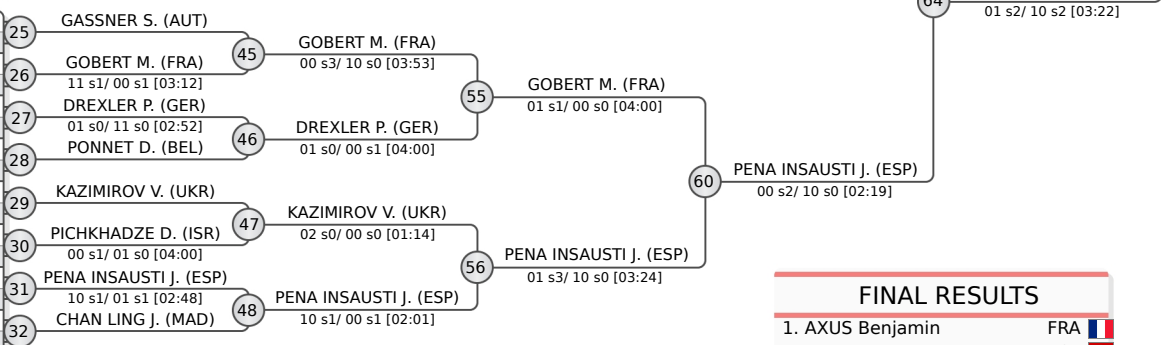 64
01 s2/ 10 s2 [03:22]
25
GASSNER S. (AUT)
45
GOBERT M. (FRA)
00 s3/ 10 s0 [03:53]
26
GOBERT M. (FRA)
11 s1/ 00 s1 [03:12]
55
GOBERT M. (FRA)
01 s1/ 00 s0 [04:00]
27
DREXLER P. (GER)
01 s0/ 11 s0 [02:52]
46
DREXLER P. (GER)
01 s0/ 00 s1 [04:00]
28
PONNET D. (BEL)
60
PENA INSAUSTI J. (ESP)
00 s2/ 10 s0 [02:19]
29
KAZIMIROV V. (UKR)
47
KAZIMIROV V. (UKR)
02 s0/ 00 s0 [01:14]
30
PICHKHADZE D. (ISR)
00 s1/ 01 s0 [04:00]
56
PENA INSAUSTI J. (ESP)
01 s3/ 10 s0 [03:24]
31
PENA INSAUSTI J. (ESP)
10 s1/ 01 s1 [02:48]
48
PENA INSAUSTI J. (ESP)
10 s1/ 00 s1 [02:01]
32
CHAN LING J. (MAD)
FINAL RESULTS
1. AXUS Benjamin FRA